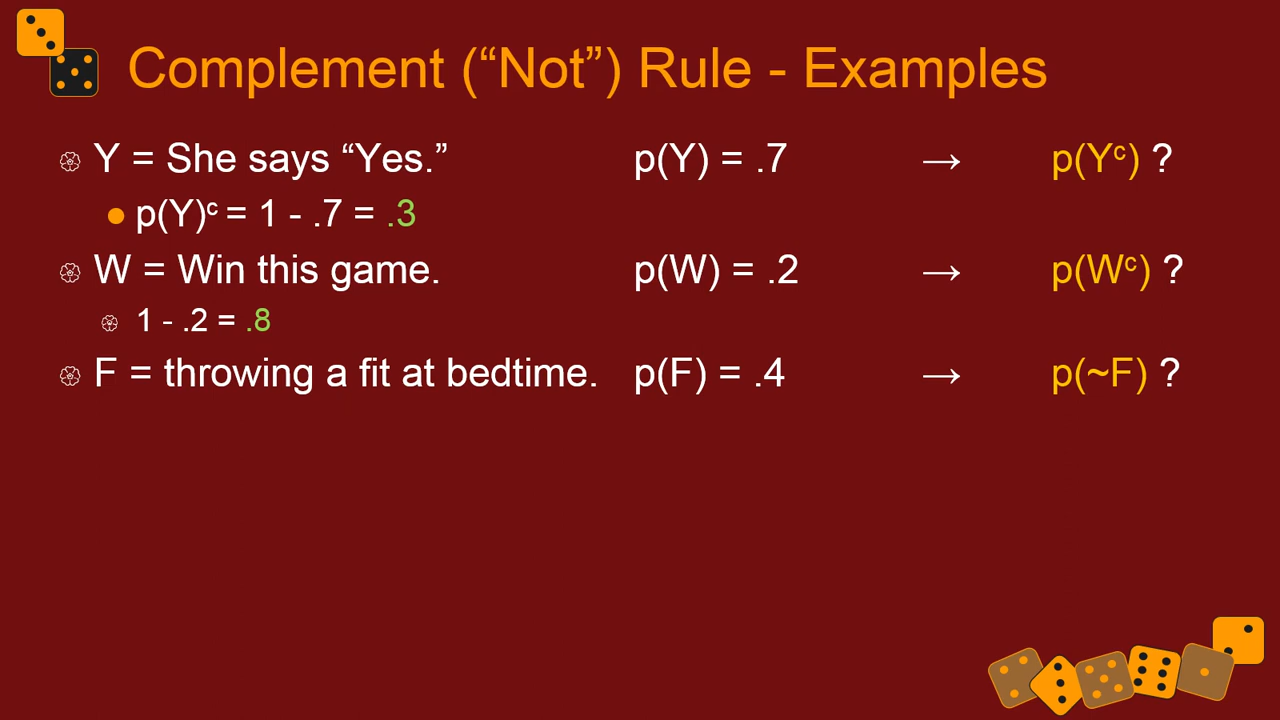 Complement (“Not”) Rule - Examples
Y = She says “Yes.” p(Y) = .7 → p(Yᶜ) ?
p(Y)ᶜ = 1 - .7 = .3
W = Win this game. p(W) = .2 → p(Wᶜ) ?
1 - .2 = .8
F = throwing a fit at bedtime. p(F) = .4 → p(~F) ?